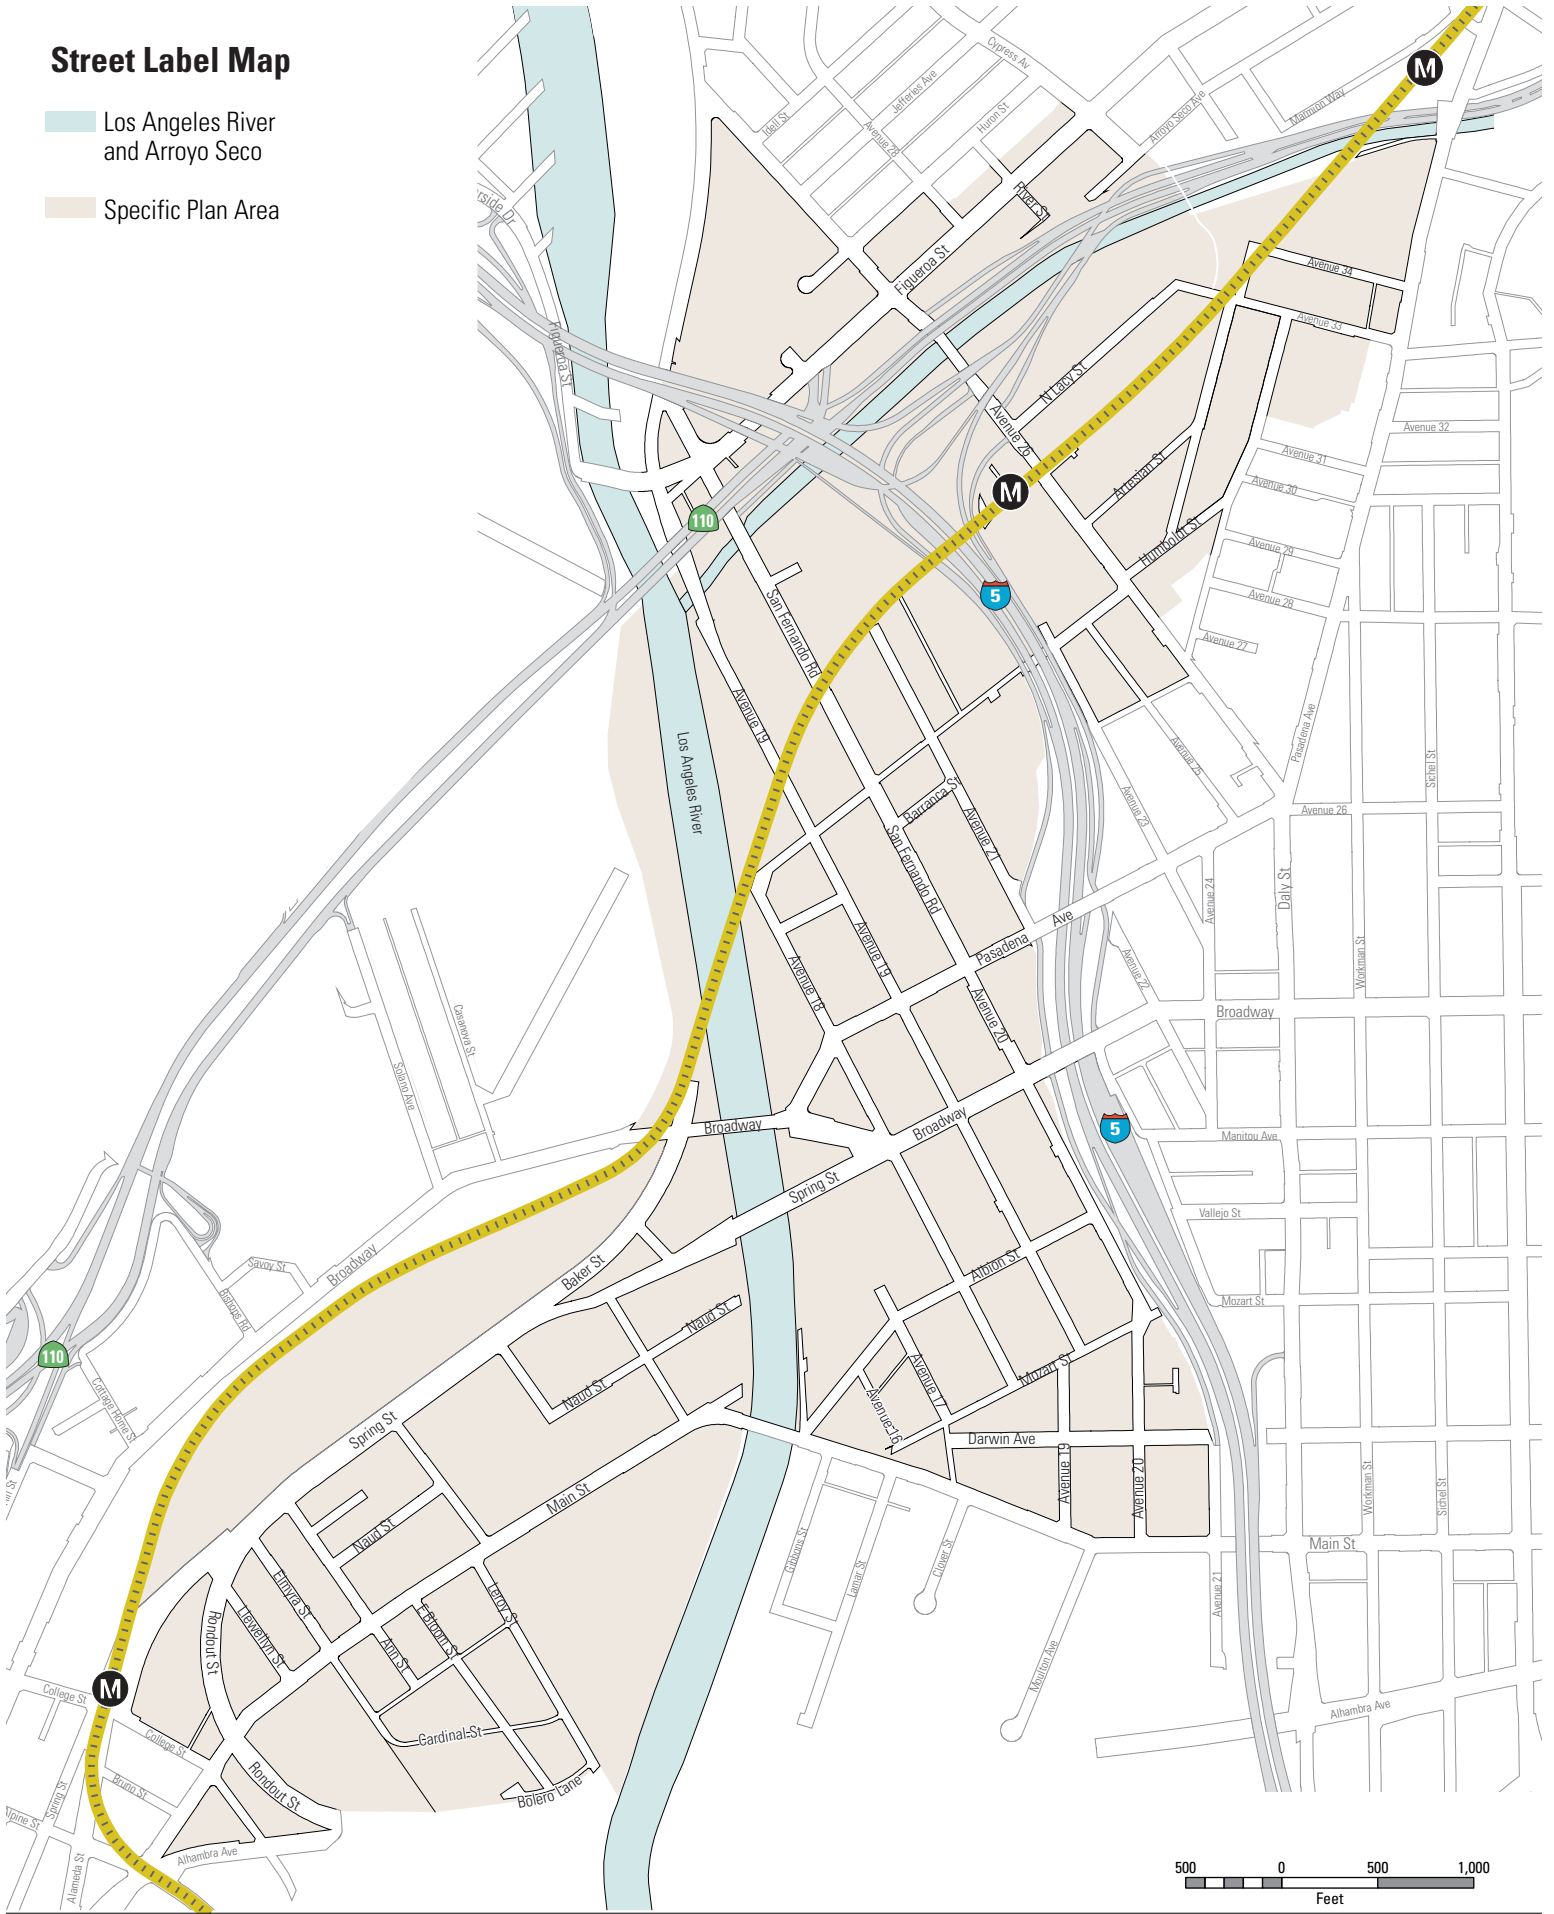 Street Label Map
Los Angeles River
and Arroyo Seco
Specific Plan Area
Cypress Av
Jefferies Ave
Huron St
Idell St
Avenue 28
Arroyo Seco Ave
Marmion Way
M
River St
Figueroa St
erside Dr
Figueroa St
Avenue 34
Avenue 33
N Lacy St
Avenue 26
Avenue 32
Avenue 31
Artesian St
Avenue 30
M
110
Humboldt St
Avenue 29
5
Avenue 28
San Fernando Rd
Avenue 27
Avenue 19
Los Angeles River
Pasadena Ave
Avenue 25
Sichel St
Avenue 23
Barranca St
Avenue 21
Avenue 26
San Fernando Rd
Avenue 24
Daly St
Pasadena Ave
Avenue 19
Avenue 18
Avenue 22
Workman St
Avenue 20
Broadway
Casanova St
Solano Ave
Broadway
Broadway
5
Manitou Ave
Spring St
Vallejo St
Savoy St
Broadway
Baker St
Albion St
Bishops Rd
Mozart St
Naud St
110
Cottage Home St
Naud St
Mozart St
Avenue 17
Avenue 16
Spring St
Darwin Ave
Avenue 19
Avenue 20
Main St
Workman St
Sichel St
Naud St
Gibbons St
Lamar St
Clover St
Main St
Avenue 21
Elmyra St
Llewellyn St
Leroy St
E Bloom St
Ann St
Rondout St
Moulton Ave
M
College St
College St
Cardinal St
Alhambra Ave
Bruno St
Rondout St
Bolero Lane
Spring St
Alpine St
Alhambra Ave
Alameda St
500 0 500 1,000
Feet